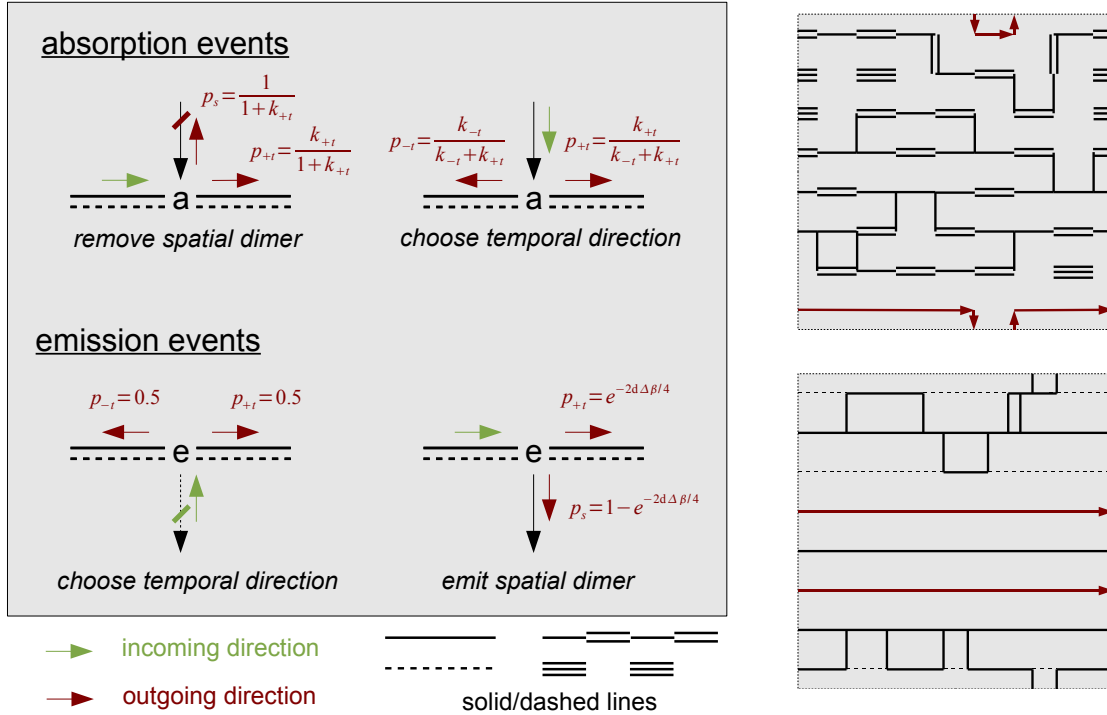 absorption events
p_s = 1/(1+k_{+t})
p_{+t} = k_{+t}/(1+k_{+t})
a
remove spatial dimer
p_{-t} = k_{-t}/(k_{-t}+k_{+t})
p_{+t} = k_{+t}/(k_{-t}+k_{+t})
a
choose temporal direction
emission events
p_{-t} = 0.5
p_{+t} = 0.5
e
choose temporal direction
p_{+t} = e^{-2dΔβ/4}
e
p_s = 1−e^{-2dΔβ/4}
emit spatial dimer
incoming direction
outgoing direction
solid/dashed lines